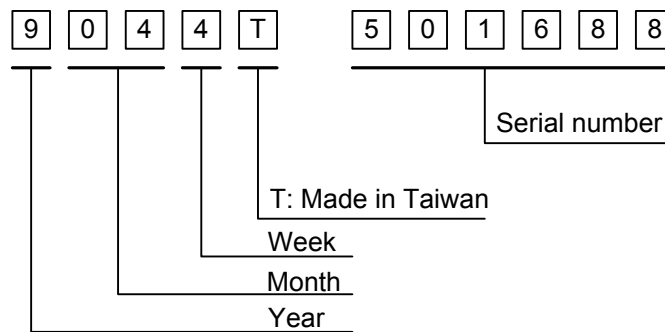 9 0 4 4 T 5 0 1 6 8 8
Serial number
T: Made in Taiwan
Week
Month
Year